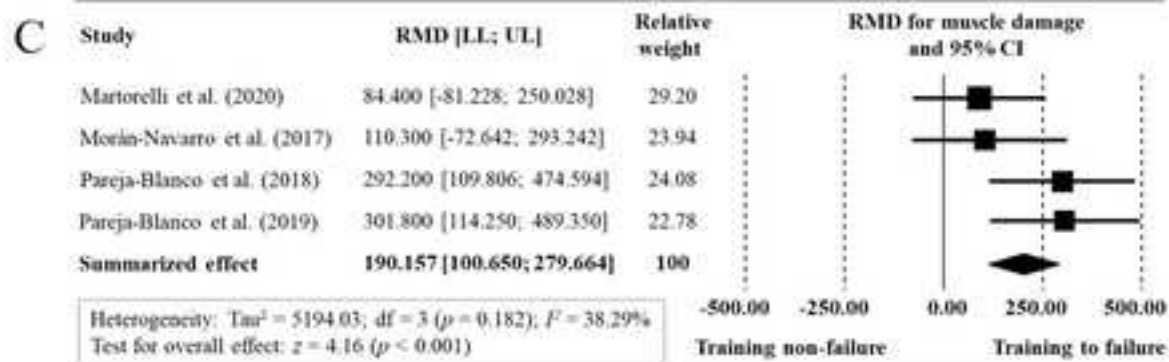 C
Study RMD [LL; UL] Relative weight RMD for muscle damage and 95% CI
Martorelli et al. (2020) 84.400 [-81.228; 250.028] 29.20
Morán-Navarro et al. (2017) 110.300 [-72.642; 293.242] 23.94
Pareja-Blanco et al. (2018) 292.200 [109.806; 474.594] 24.08
Pareja-Blanco et al. (2019) 301.800 [114.250; 489.350] 22.78
Summarized effect 190.157 [100.650; 279.664] 100
-500.00 -250.00 0.00 250.00 500.00
Heterogeneity: Tau² = 5194.03; df = 3 (p = 0.182); I² = 38.29%
Test for overall effect: z = 4.16 (p < 0.001)
Training non-failure Training to failure